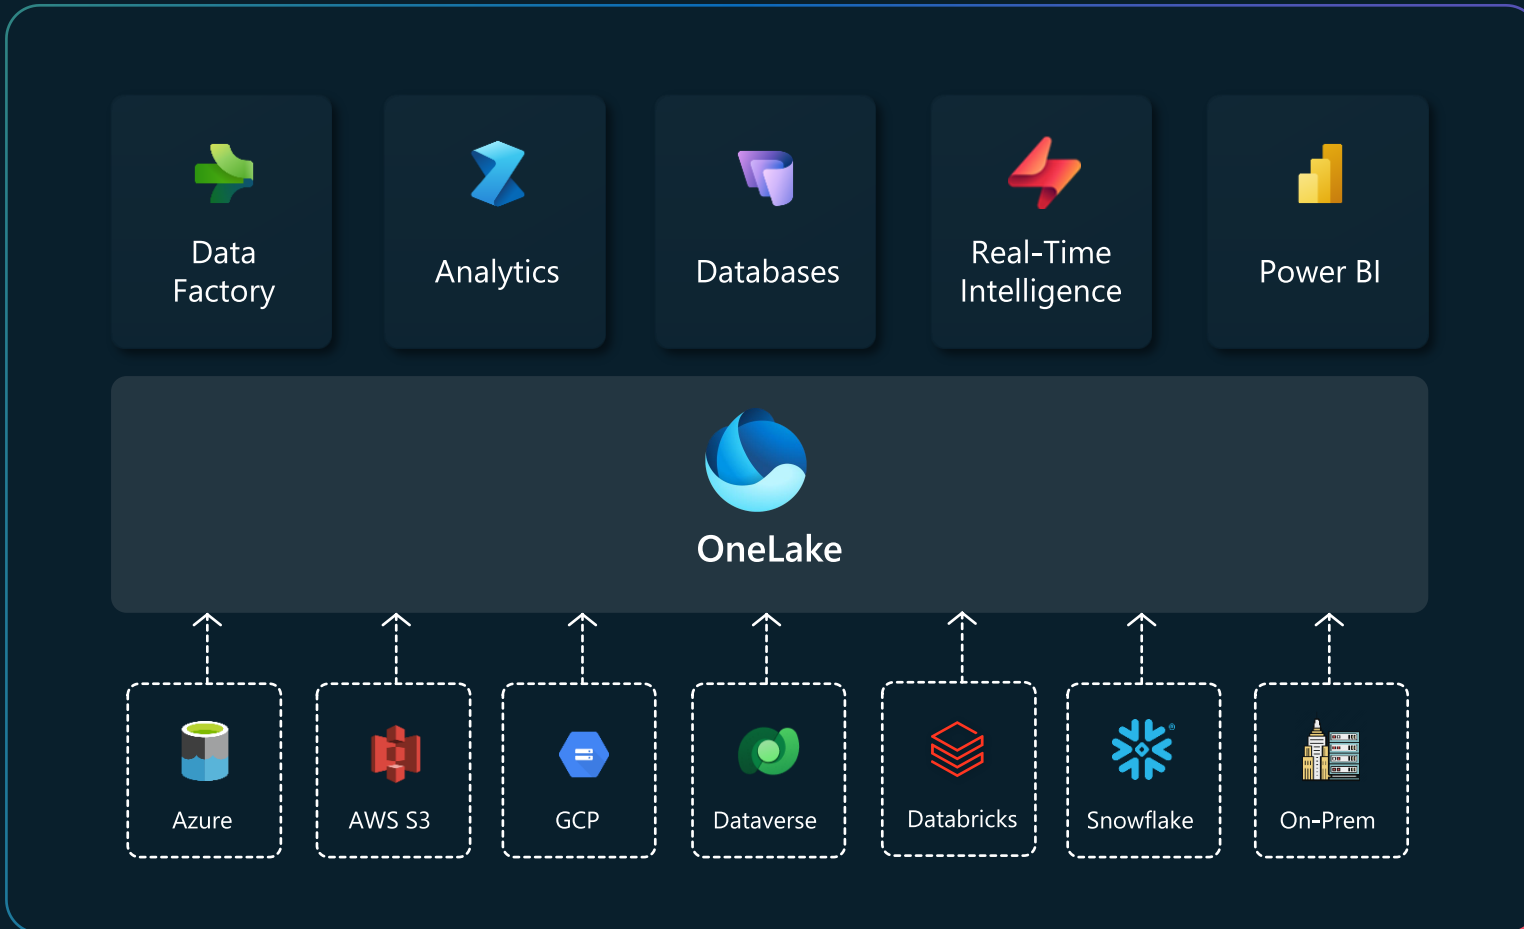 Data
Factory
Analytics
Databases
Real-Time
Intelligence
Power BI
OneLake
Azure
AWS S3
GCP
Dataverse
Databricks
Snowflake
®
On-Prem